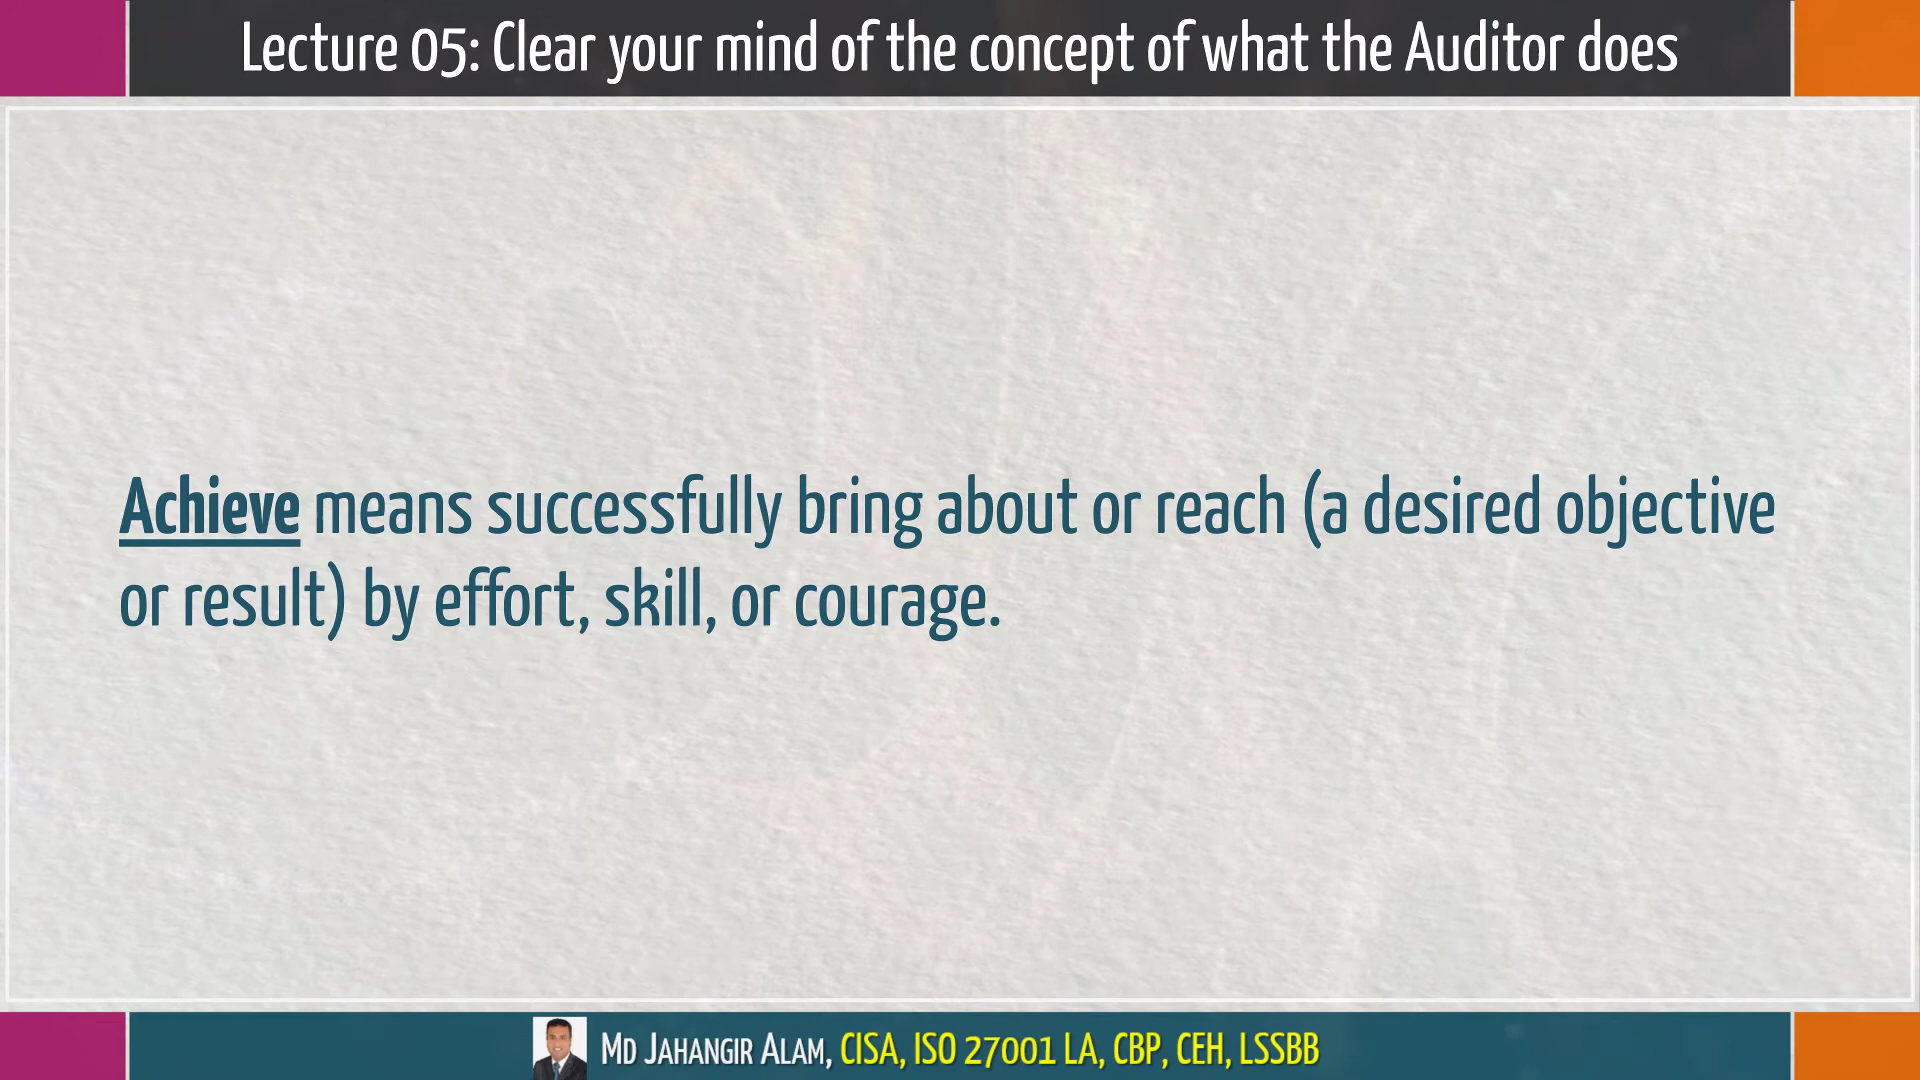 Lecture 05: Clear your mind of the concept of what the Auditor does
Achieve means successfully bring about or reach (a desired objective
or result) by effort, skill, or courage.
Md Jahangir Alam, CISA, ISO 27001 LA, CBP, CEH, LSSBB